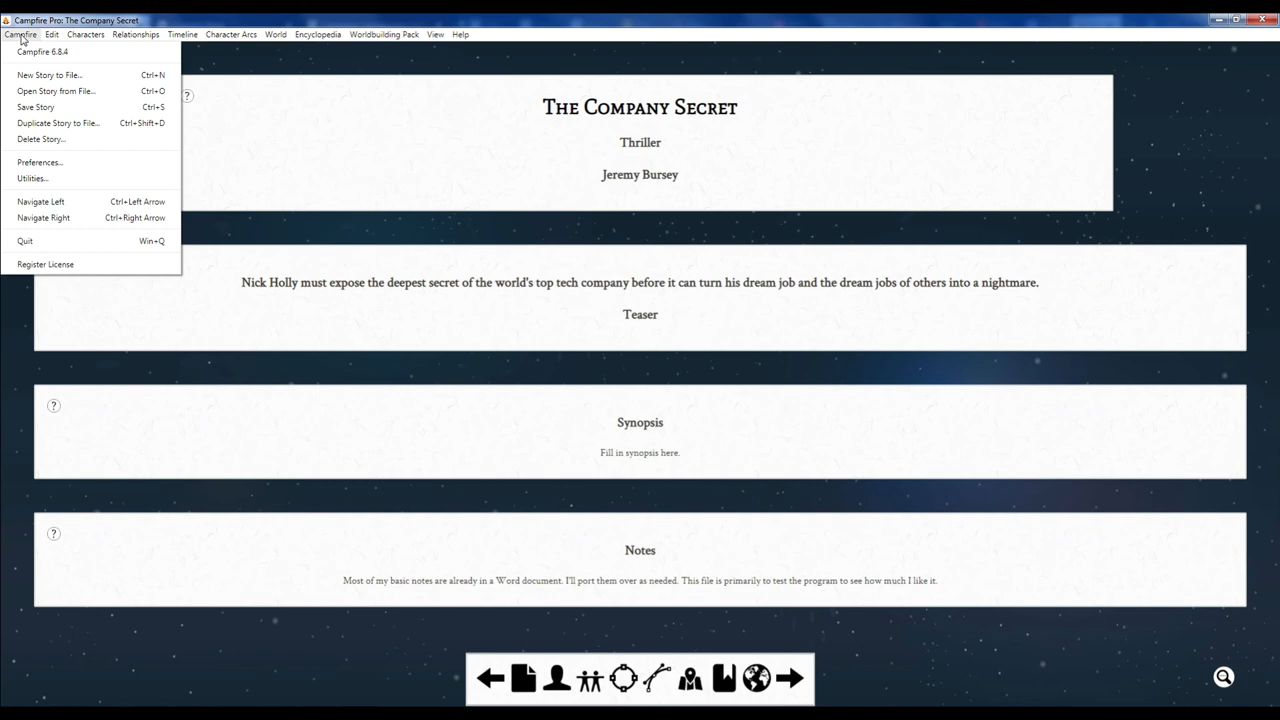 Campfire Pro: The Company Secret
Campfire Edit Characters Relationships Timeline Character Arcs World Encyclopedia Worldbuilding Pack View Help
Campfire 6.8.4
New Story to File... Ctrl+N
Open Story from File... Ctrl+O
Save Story Ctrl+S
Duplicate Story to File... Ctrl+Shift+D
Delete Story...
Preferences...
Utilities...
Navigate Left Ctrl+Left Arrow
Navigate Right Ctrl+Right Arrow
Quit Win+Q
Register License
?
The Company Secret
Thriller
Jeremy Bursey
Nick Holly must expose the deepest secret of the world's top tech company before it can turn his dream job and the dream jobs of others into a nightmare.
Teaser
?
Synopsis
Fill in synopsis here.
?
Notes
Most of my basic notes are already in a Word document. I'll port them over as needed. This file is primarily to test the program to see how much I like it.